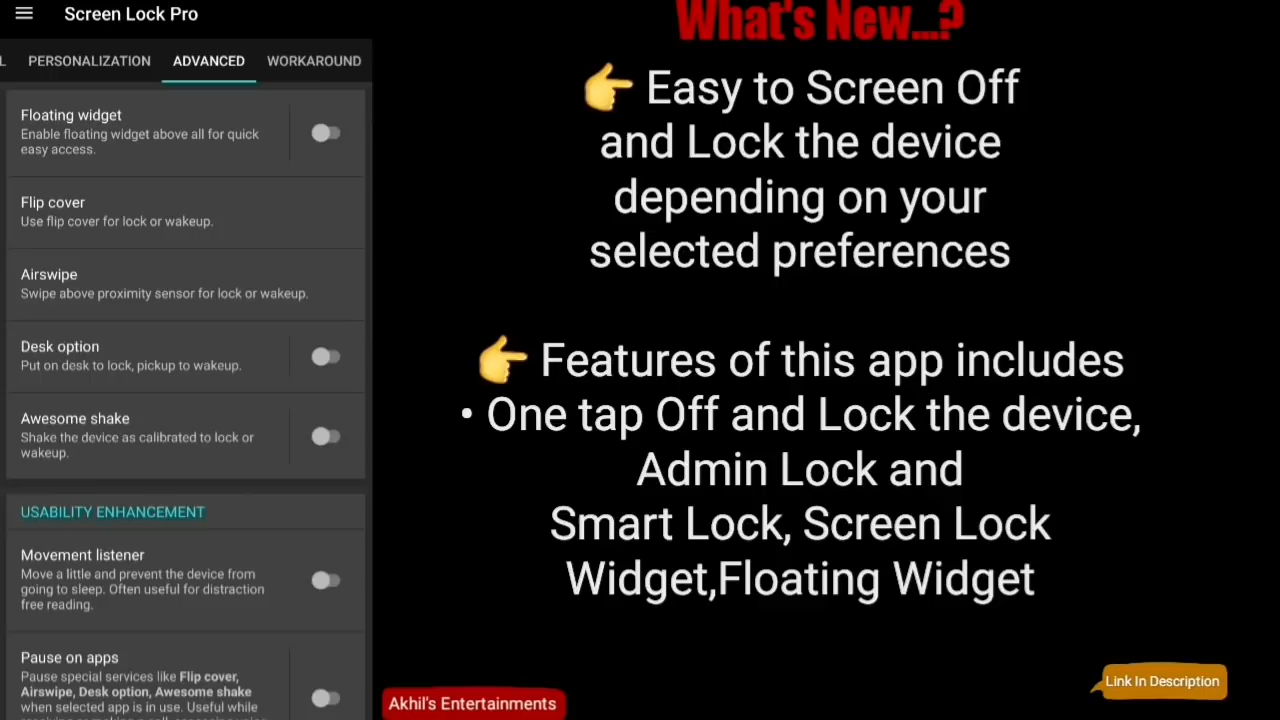 Screen Lock Pro
L PERSONALIZATION ADVANCED WORKAROUND
Floating widget
Enable floating widget above all for quick
easy access.
Flip cover
Use flip cover for lock or wakeup.
Airswipe
Swipe above proximity sensor for lock or wakeup.
Desk option
Put on desk to lock, pickup to wakeup.
Awesome shake
Shake the device as calibrated to lock or
wakeup.
USABILITY ENHANCEMENT
Movement listener
Move a little and prevent the device from
going to sleep. Often useful for distraction
free reading.
Pause on apps
Pause special services like Flip cover,
Airswipe, Desk option, Awesome shake
when selected app is in use. Useful while
What's New...?
👉 Easy to Screen Off
and Lock the device
depending on your
selected preferences
👉 Features of this app includes
• One tap Off and Lock the device,
Admin Lock and
Smart Lock, Screen Lock
Widget,Floating Widget
Akhil's Entertainments
Link In Description